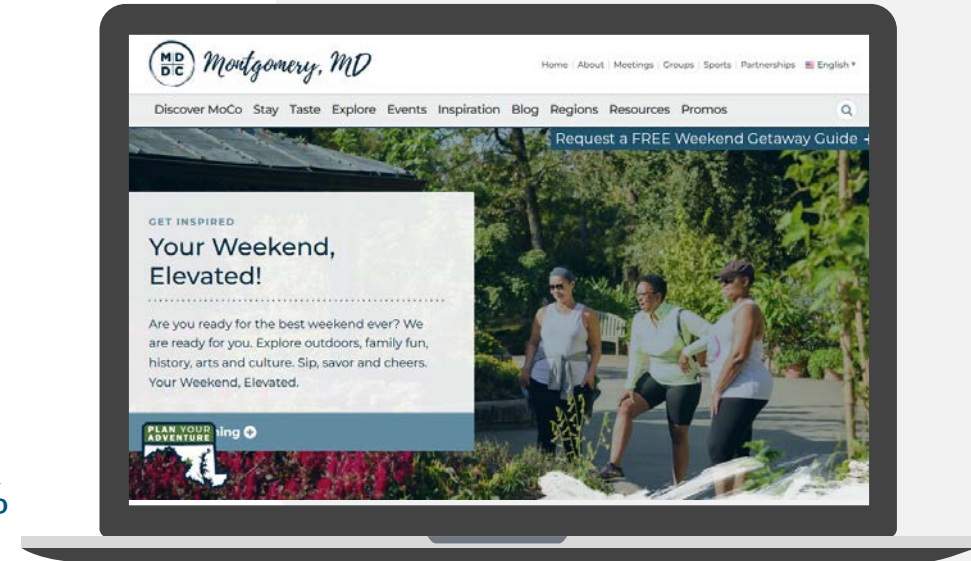 MD
DC
Montgomery, MD
Home | About | Meetings | Groups | Sports | Partnerships English
Discover MoCo Stay Taste Explore Events Inspiration Blog Regions Resources Promos
Request a FREE Weekend Getaway Guide
GET INSPIRED
Your Weekend,
Elevated!
Are you ready for the best weekend ever? We
are ready for you. Explore outdoors, family fun,
history, arts and culture. Sip, savor and cheers.
Your Weekend, Elevated.
PLAN YOUR
ADVENTURE